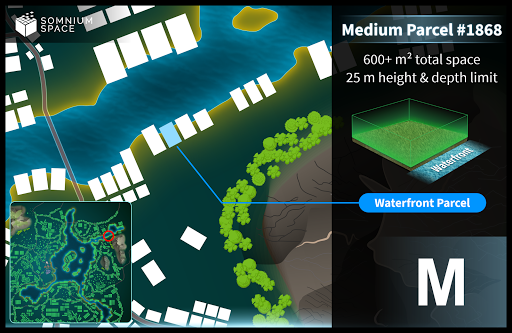 SOMNIUM
SPACE
Medium Parcel #1868
600+ m² total space
25 m height & depth limit
Waterfront
Waterfront Parcel
M